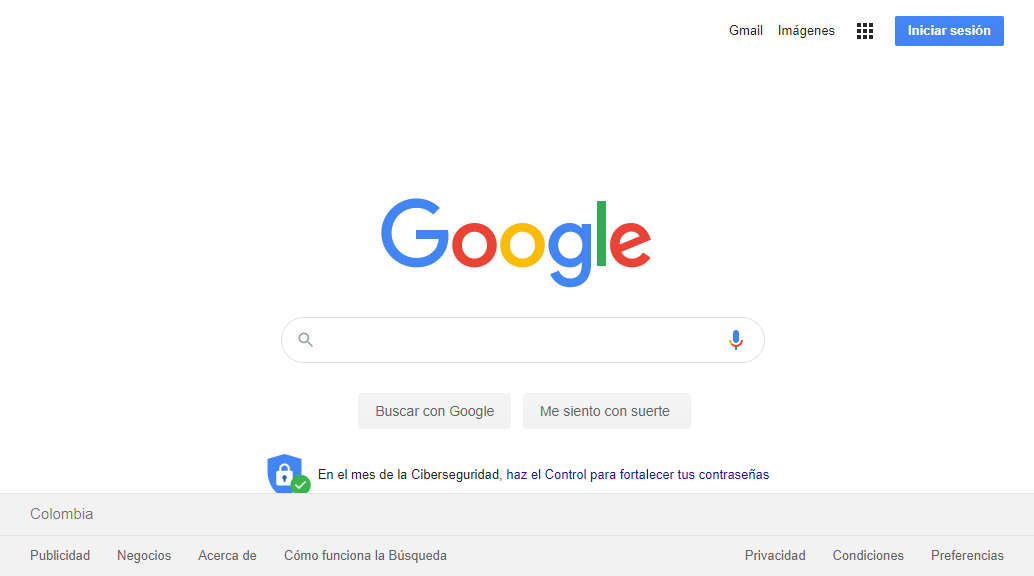 Gmail Imágenes Iniciar sesión
Google
Buscar con Google Me siento con suerte
En el mes de la Ciberseguridad, haz el Control para fortalecer tus contraseñas
Colombia
Publicidad Negocios Acerca de Cómo funciona la Búsqueda Privacidad Condiciones Preferencias